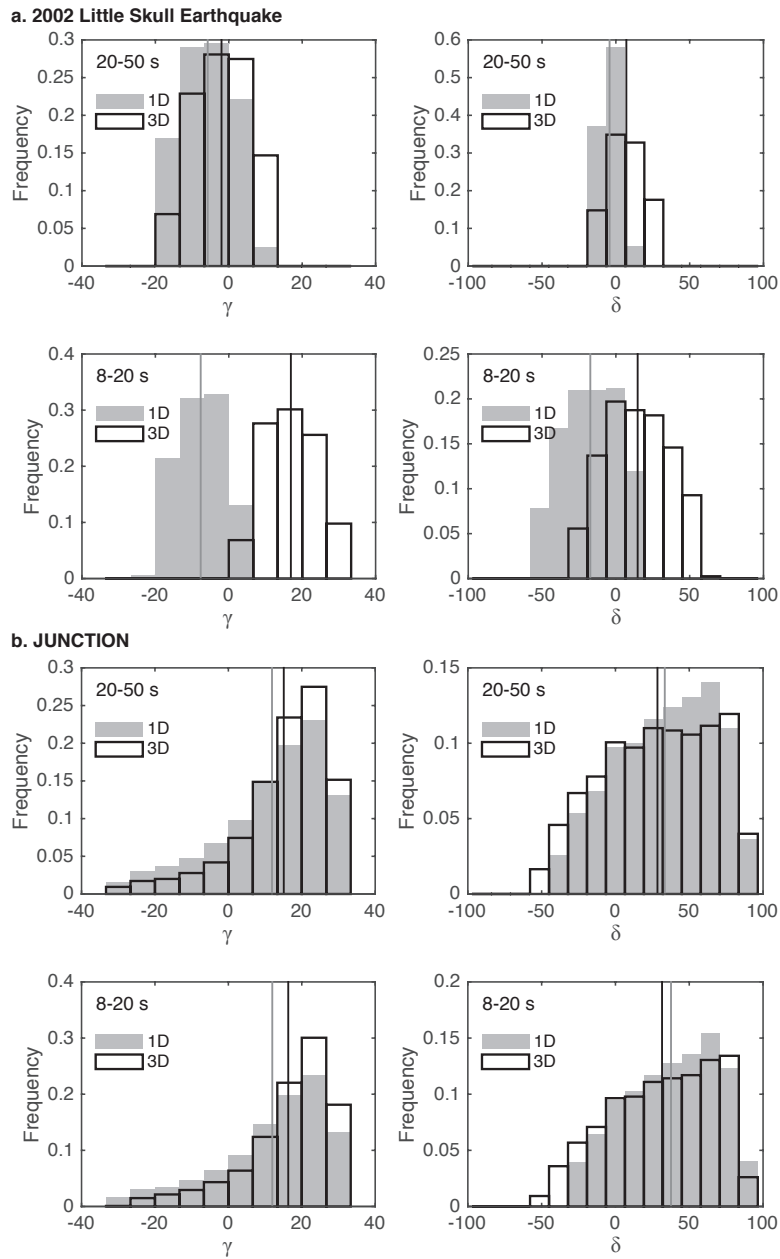 a. 2002 Little Skull Earthquake
20-50 s
1D
3D
Frequency
0.3
0.25
0.2
0.15
0.1
0.05
0
-40 -20 0 20 40
γ
20-50 s
1D
3D
Frequency
0.6
0.5
0.4
0.3
0.2
0.1
0
-100 -50 0 50 100
δ
8-20 s
1D
3D
Frequency
0.4
0.3
0.2
0.1
0
-40 -20 0 20 40
γ
8-20 s
1D
3D
Frequency
0.25
0.2
0.15
0.1
0.05
0
-100 -50 0 50 100
δ
b. JUNCTION
20-50 s
1D
3D
Frequency
0.3
0.25
0.2
0.15
0.1
0.05
0
-40 -20 0 20 40
γ
20-50 s
1D
3D
Frequency
0.15
0.1
0.05
0
-100 -50 0 50 100
δ
8-20 s
1D
3D
Frequency
0.4
0.3
0.2
0.1
0
-40 -20 0 20 40
γ
8-20 s
1D
3D
Frequency
0.2
0.15
0.1
0.05
0
-100 -50 0 50 100
δ